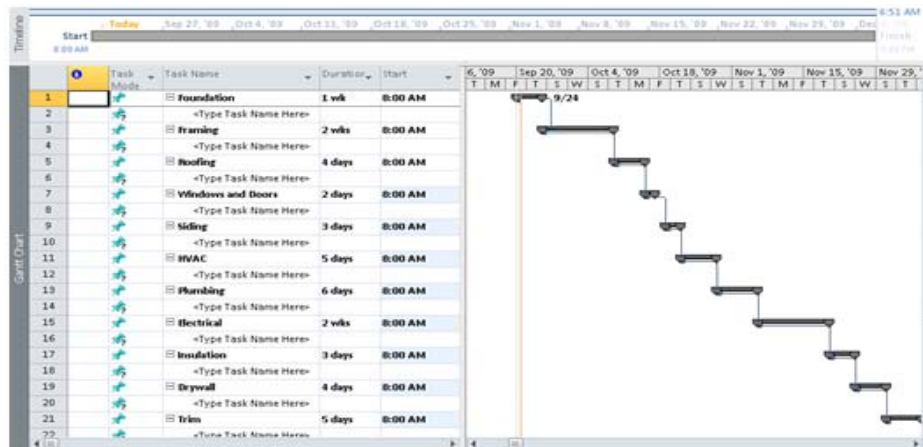 6:51 AM
Today Sep 27, '09 Oct 4, '09 Oct 11, '09 Oct 18, '09 Oct 25, '09 Nov 1, '09 Nov 8, '09 Nov 15, '09 Nov 22, '09 Nov 29, '09
Start Finish
8:00 AM
Timeline
Task Mode Task Name Duration Start 6, '09 Sep 20, '09 Oct 4, '09 Oct 18, '09 Nov 1, '09 Nov 15, '09 Nov 29,
T M F T S W S T M F T S W S T M F T S W S T
1 Foundation 1 wk 8:00 AM 9/24
2 <Type Task Name Here>
3 Framing 2 wks 8:00 AM
4 <Type Task Name Here>
5 Roofing 4 days 8:00 AM
6 <Type Task Name Here>
7 Windows and Doors 2 days 8:00 AM
8 <Type Task Name Here>
9 Siding 3 days 8:00 AM
10 <Type Task Name Here>
11 HVAC 5 days 8:00 AM
12 <Type Task Name Here>
13 Plumbing 6 days 8:00 AM
14 <Type Task Name Here>
15 Electrical 2 wks 8:00 AM
16 <Type Task Name Here>
17 Insulation 3 days 8:00 AM
18 <Type Task Name Here>
19 Drywall 4 days 8:00 AM
20 <Type Task Name Here>
21 Trim 5 days 8:00 AM
22 <Type Task Name Here>
Gantt Chart